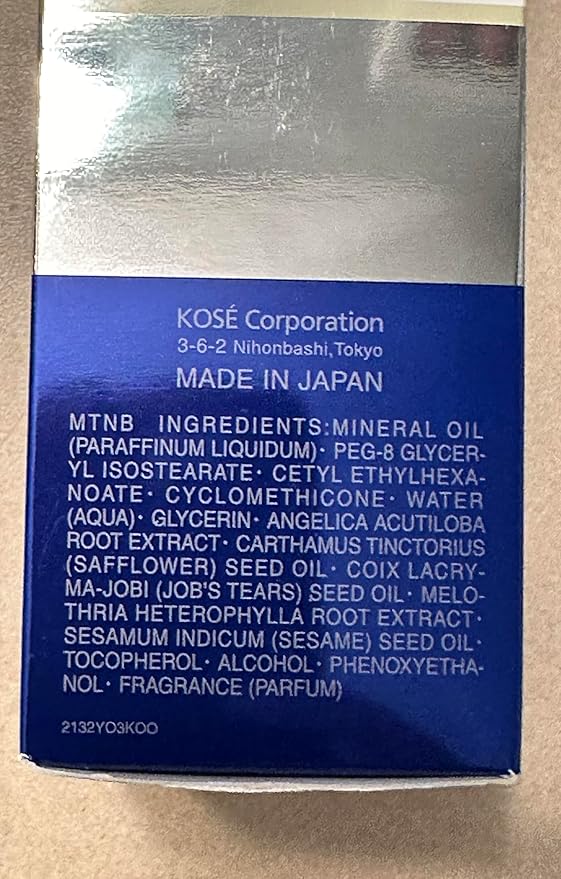 KOSÉ Corporation
3-6-2 Nihonbashi, Tokyo
MADE IN JAPAN
MTNB INGREDIENTS:MINERAL OIL
(PARAFFINUM LIQUIDUM)· PEG-8 GLYCER-
YL ISOSTEARATE· CETYL ETHYLHEXA-
NOATE· CYCLOMETHICONE· WATER
(AQUA)· GLYCERIN· ANGELICA ACUTILOBA
ROOT EXTRACT· CARTHAMUS TINCTORIUS
(SAFFLOWER) SEED OIL· COIX LACRY-
MA-JOBI (JOB'S TEARS) SEED OIL· MELO-
THRIA HETEROPHYLLA ROOT EXTRACT·
SESAMUM INDICUM (SESAME) SEED OIL·
TOCOPHEROL· ALCOHOL· PHENOXYETHA-
NOL· FRAGRANCE (PARFUM)
2132YO3KOO